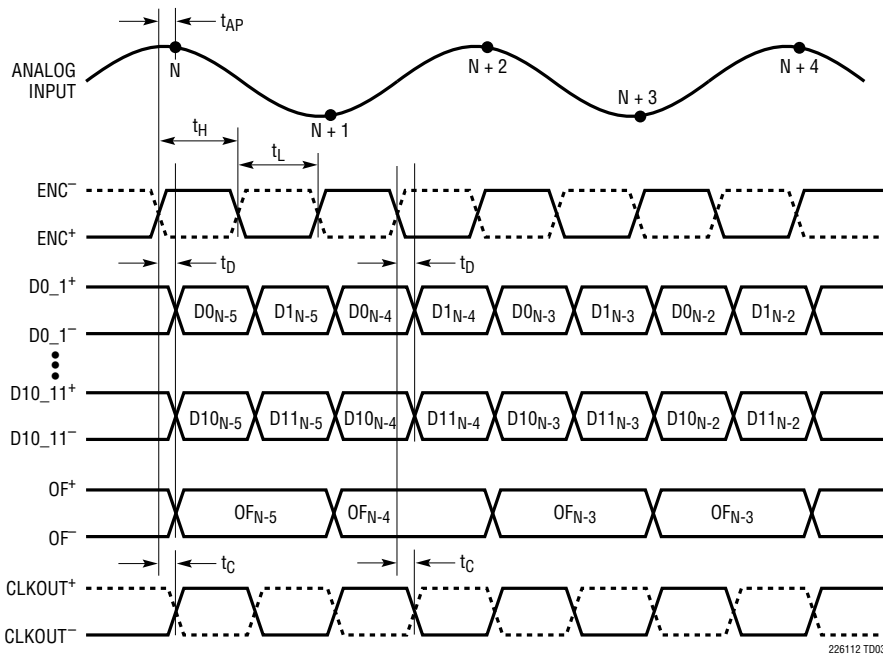 tAP
ANALOG
INPUT
N
N + 1
N + 2
N + 3
N + 4
tH
tL
ENC–
ENC+
tD
tD
D0_1+
D0_1–
D0N-5
D1N-5
D0N-4
D1N-4
D0N-3
D1N-3
D0N-2
D1N-2
D10_11+
D10_11–
D10N-5
D11N-5
D10N-4
D11N-4
D10N-3
D11N-3
D10N-2
D11N-2
OF+
OF–
OFN-5
OFN-4
OFN-3
OFN-3
tC
tC
CLKOUT+
CLKOUT–
226112 TD03